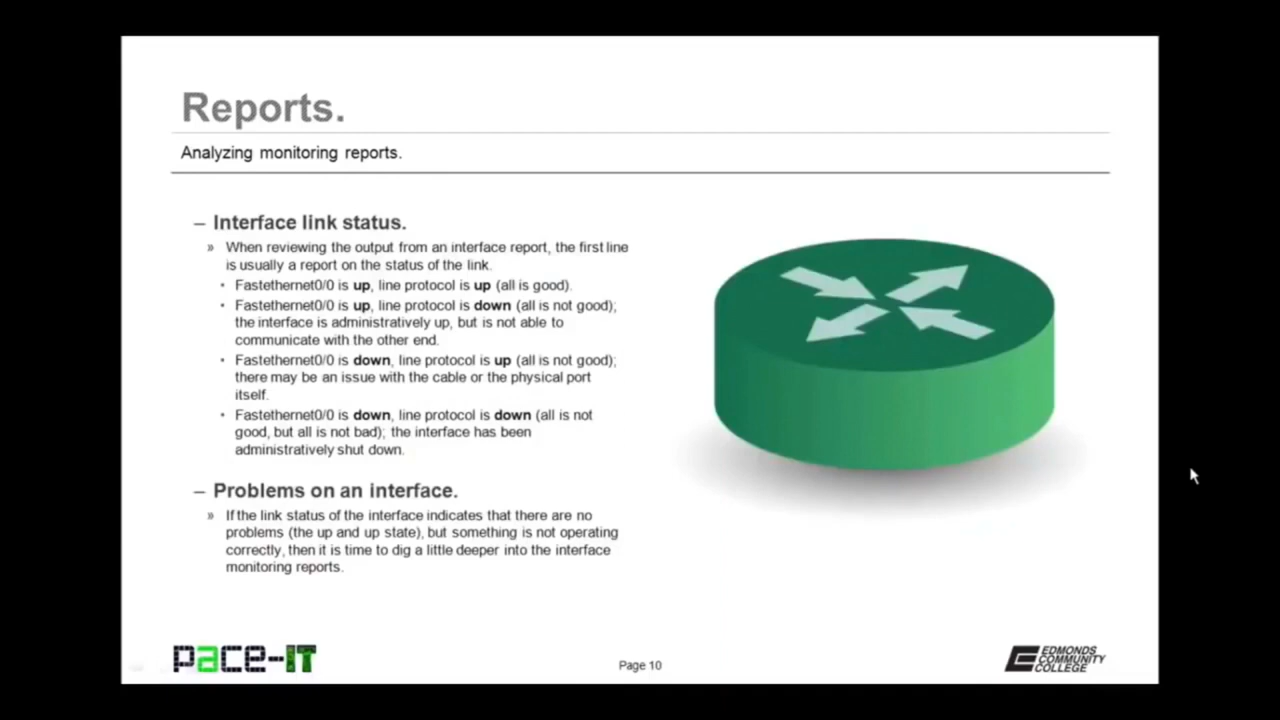 Reports.
Analyzing monitoring reports.
– Interface link status.
» When reviewing the output from an interface report, the first line
is usually a report on the status of the link.
• Fastethernet0/0 is up, line protocol is up (all is good).
• Fastethernet0/0 is up, line protocol is down (all is not good);
the interface is administratively up, but is not able to
communicate with the other end.
• Fastethernet0/0 is down, line protocol is up (all is not good);
there may be an issue with the cable or the physical port
itself.
• Fastethernet0/0 is down, line protocol is down (all is not
good, but all is not bad); the interface has been
administratively shut down.
– Problems on an interface.
» If the link status of the interface indicates that there are no
problems (the up and up state), but something is not operating
correctly, then it is time to dig a little deeper into the interface
monitoring reports.
pace-IT
Page 10
EDMONDS
COMMUNITY
COLLEGE